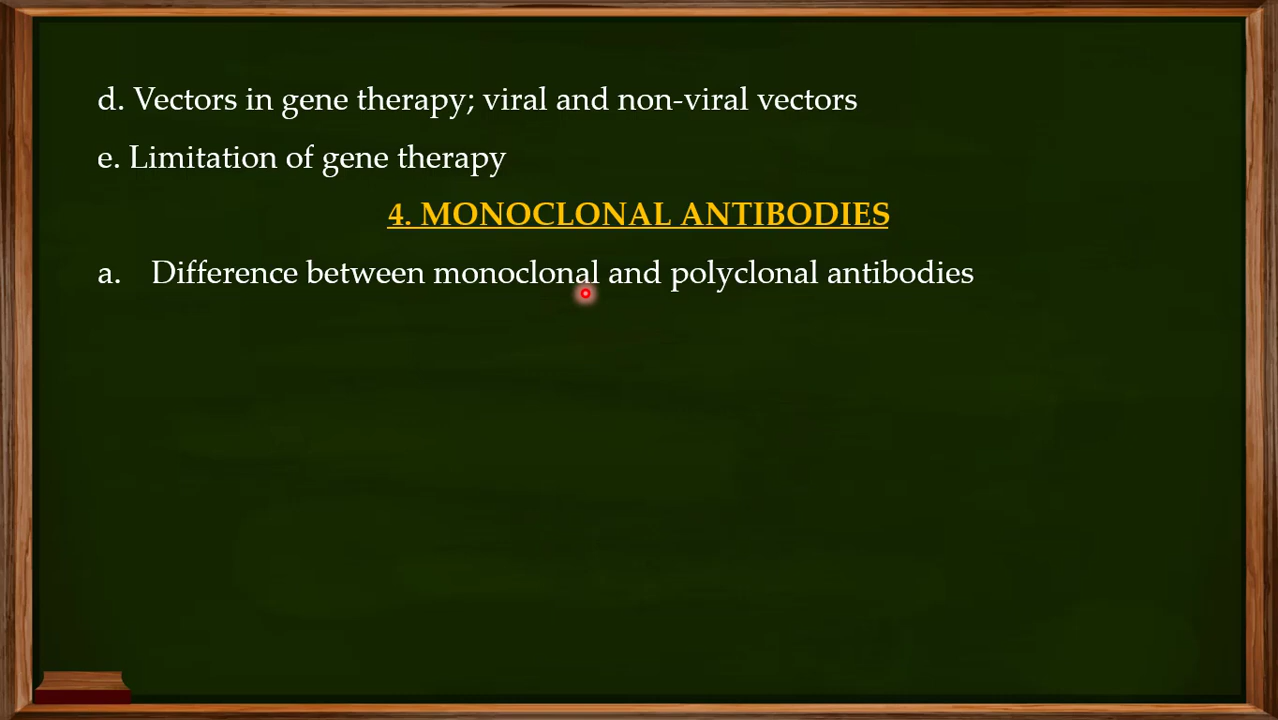 d. Vectors in gene therapy; viral and non-viral vectors
e. Limitation of gene therapy
4. MONOCLONAL ANTIBODIES
a. Difference between monoclonal and polyclonal antibodies